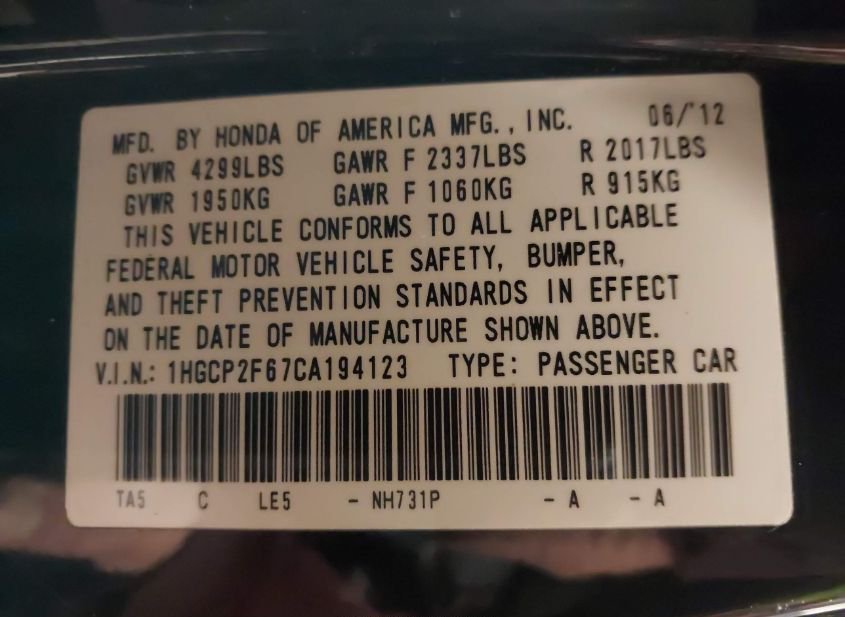 MFD. BY HONDA OF AMERICA MFG., INC. 06/12
GVWR 4299LBS GAWR F 2337LBS R 2017LBS
GVWR 1950KG GAWR F 1060KG R 915KG
THIS VEHICLE CONFORMS TO ALL APPLICABLE
FEDERAL MOTOR VEHICLE SAFETY, BUMPER,
AND THEFT PREVENTION STANDARDS IN EFFECT
ON THE DATE OF MANUFACTURE SHOWN ABOVE.
V.I.N.: 1HGCP2F67CA194123 TYPE: PASSENGER CAR
TA5 C LE5 - NH731P - A - A